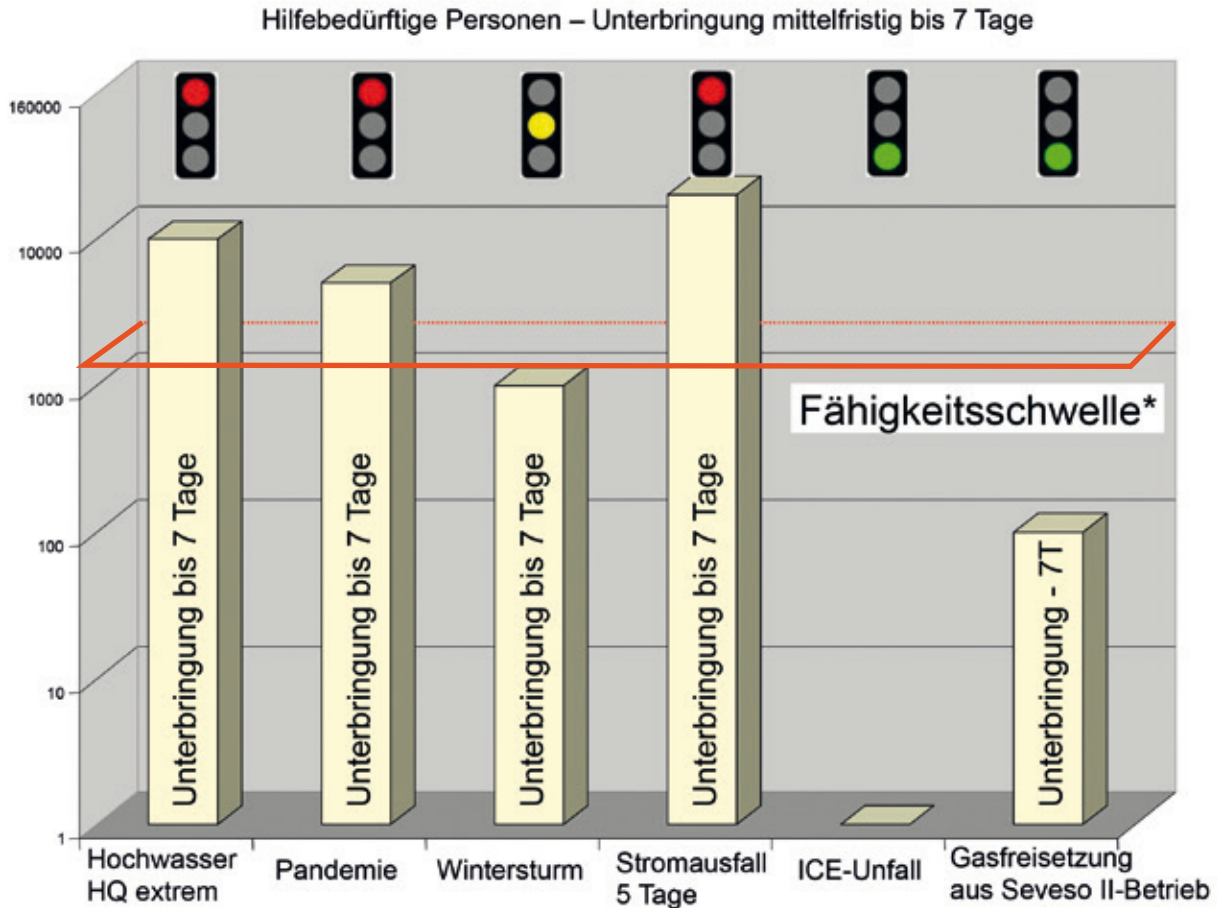 Hilfebedürftige Personen – Unterbringung mittelfristig bis 7 Tage
160000
10000
1000
100
10
1
Fähigkeitsschwelle*
Unterbringung bis 7 Tage
Unterbringung bis 7 Tage
Unterbringung bis 7 Tage
Unterbringung bis 7 Tage
Unterbringung - 7T
Hochwasser
HQ extrem
Pandemie
Wintersturm
Stromausfall
5 Tage
ICE-Unfall
Gasfreisetzung
aus Seveso II-Betrieb